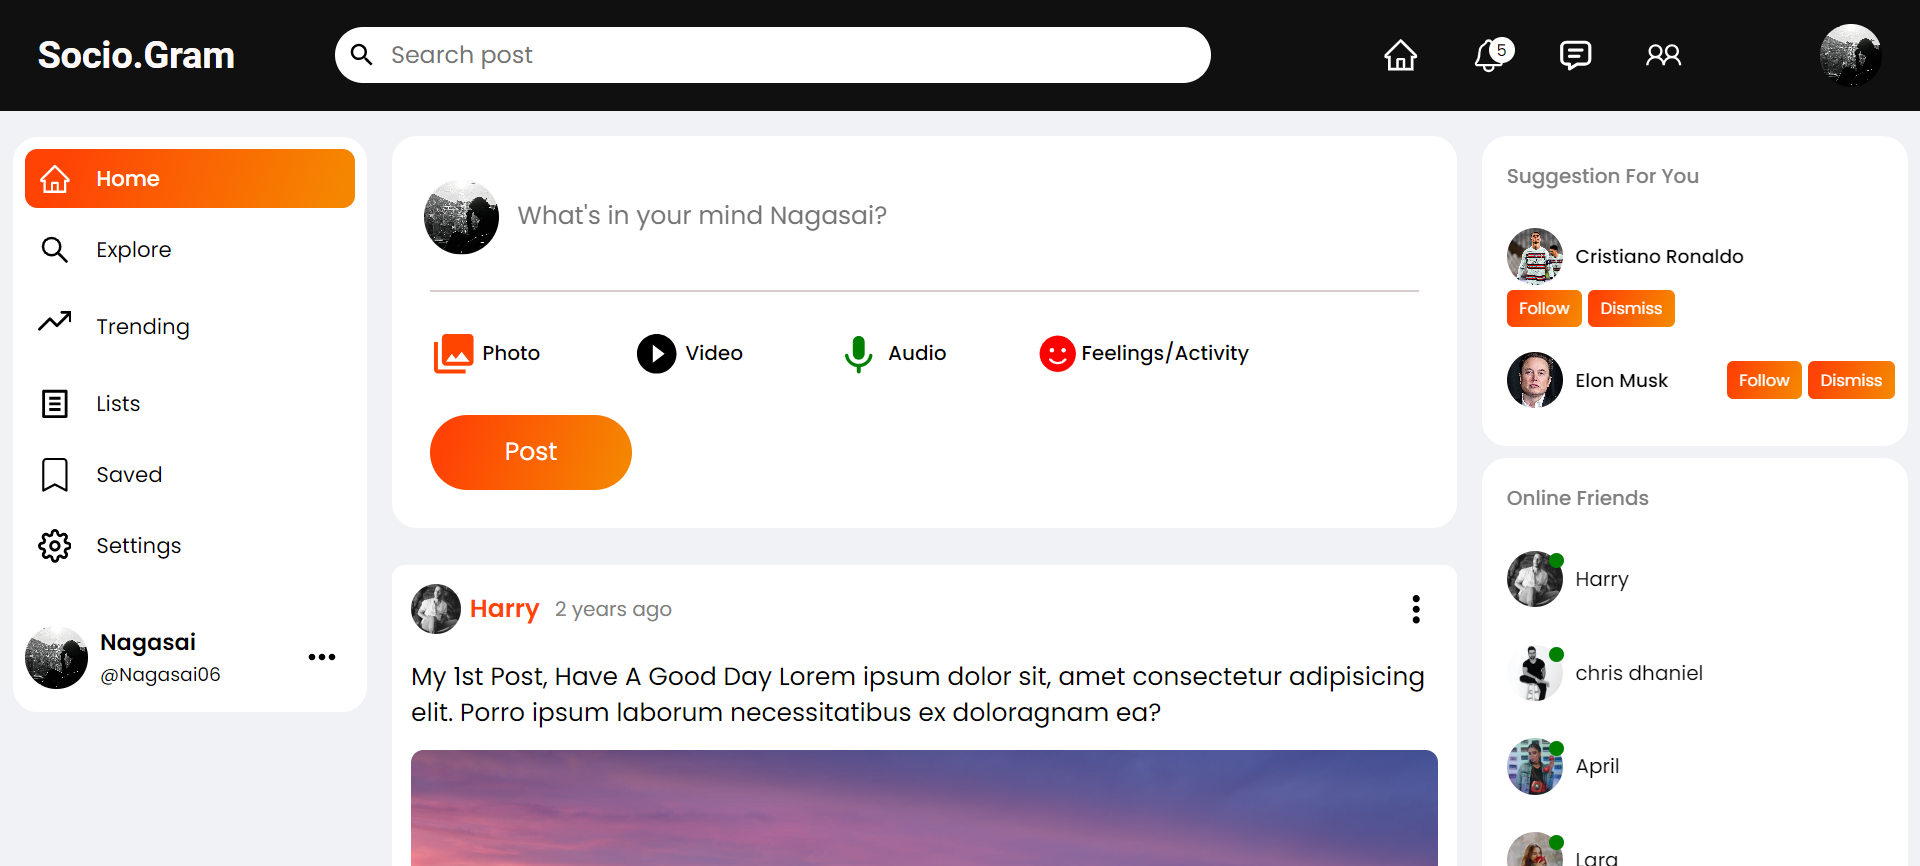 Socio.Gram
Search post
5
Home
Explore
Trending
Lists
Saved
Settings
Nagasai
@Nagasai06
What's in your mind Nagasai?
Photo
Video
Audio
Feelings/Activity
Post
Harry 2 years ago
My 1st Post, Have A Good Day Lorem ipsum dolor sit, amet consectetur adipisicing
elit. Porro ipsum laborum necessitatibus ex doloragnam ea?
Suggestion For You
Cristiano Ronaldo
Follow Dismiss
Elon Musk Follow Dismiss
Online Friends
Harry
chris dhaniel
April
Lara